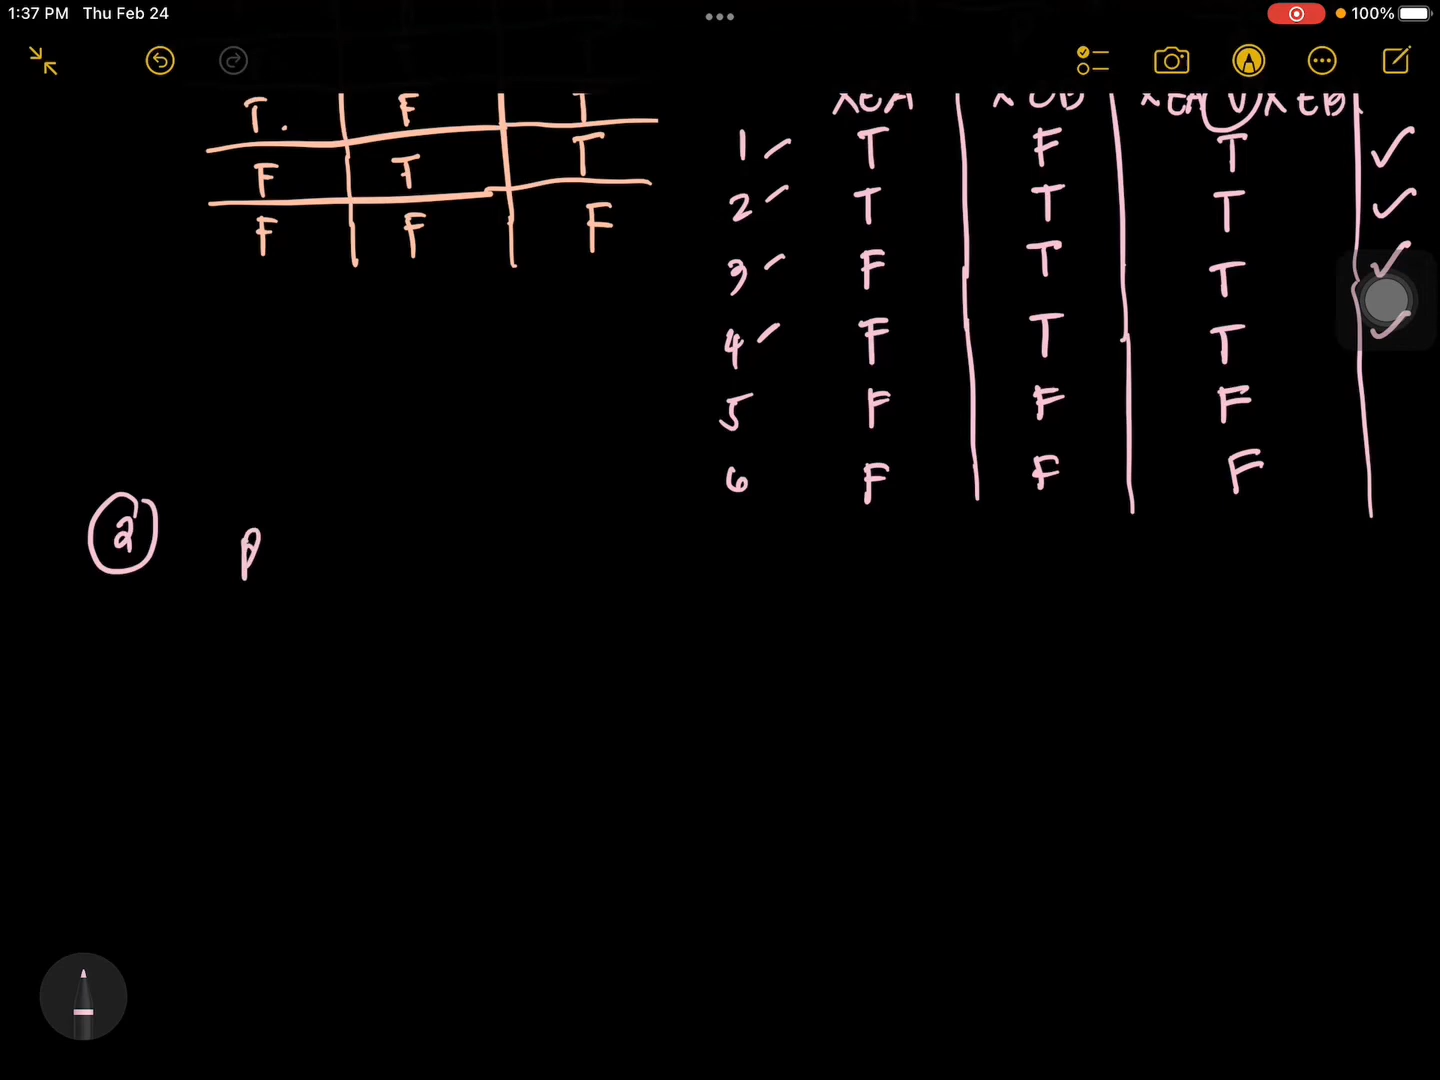 1:37 PM Thu Feb 24 100%
x∈A x∈B x∈A ∨ x∈B
T. F T
F T T
F F F
1 T F T ✓
2 T T T ✓
3 F T T ✓
4 F T T ✓
5 F F F
6 F F F
2 p